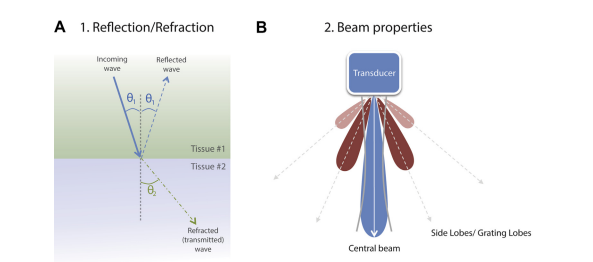 A 1. Reflection/Refraction
Incoming
wave
Reflected
wave
θ1 θ1
Tissue #1
Tissue #2
θ2
Refracted
(transmitted)
wave
B 2. Beam properties
Transducer
Side Lobes/ Grating Lobes
Central beam